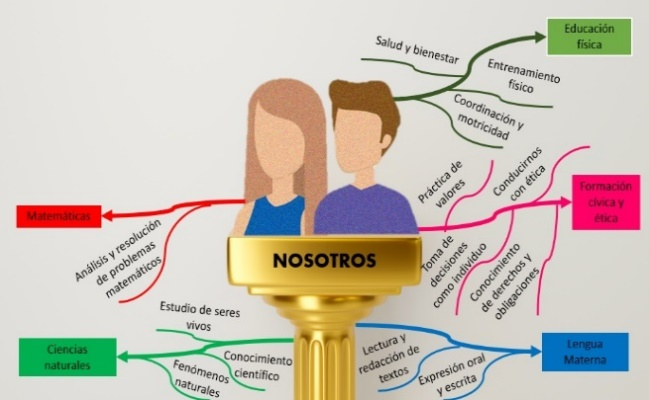 Educación
física
Salud y bienestar
Entrenamiento
físico
Coordinación y
motricidad
Práctica de
valores
Conducirnos
con ética
Formación
cívica y
ética
Toma de
decisiones
como individuo
Conocimiento
de derechos y
obligaciones
Matemáticas
Análisis y resolución
de problemas
matemáticos
NOSOTROS
Estudio de seres
vivos
Ciencias
naturales
Conocimiento
científico
Fenómenos
naturales
Lectura y
redacción de
textos
Expresión oral
y escrita
Lengua
Materna